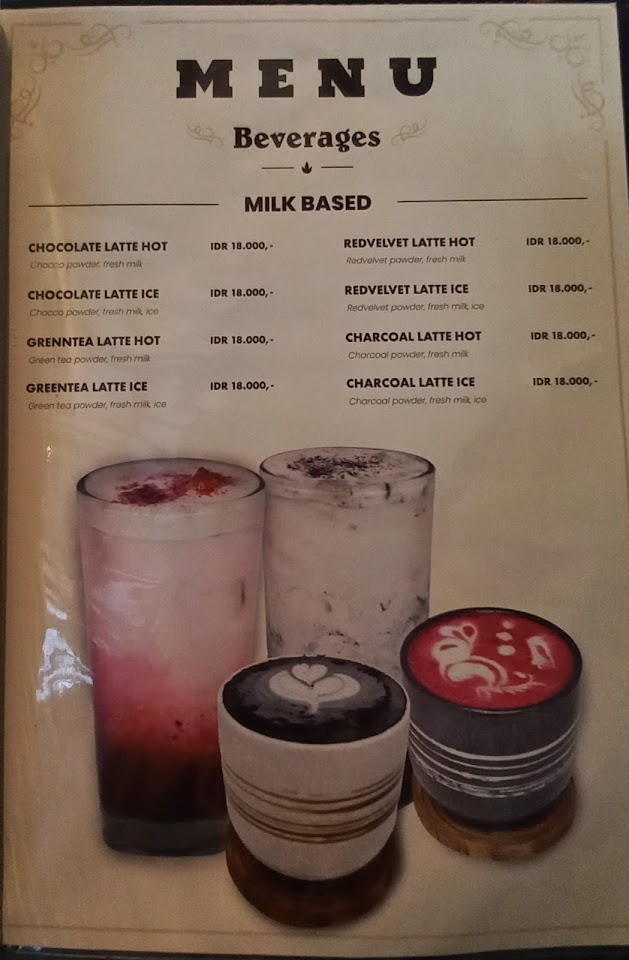 MENU
Beverages
MILK BASED
CHOCOLATE LATTE HOT IDR 18.000,-
Chocco powder, fresh milk
CHOCOLATE LATTE ICE IDR 18.000,-
Chocco powder, fresh milk, ice
GRENNTEA LATTE HOT IDR 18.000,-
Green tea powder, fresh milk
GREENTEA LATTE ICE IDR 18.000,-
Green tea powder, fresh milk, ice
REDVELVET LATTE HOT IDR 18.000,-
Redvelvet powder, fresh milk
REDVELVET LATTE ICE IDR 18.000,-
Redvelvet powder, fresh milk, ice
CHARCOAL LATTE HOT IDR 18.000,-
Charcoal powder, fresh milk
CHARCOAL LATTE ICE IDR 18.000,-
Charcoal powder, fresh milk, ice